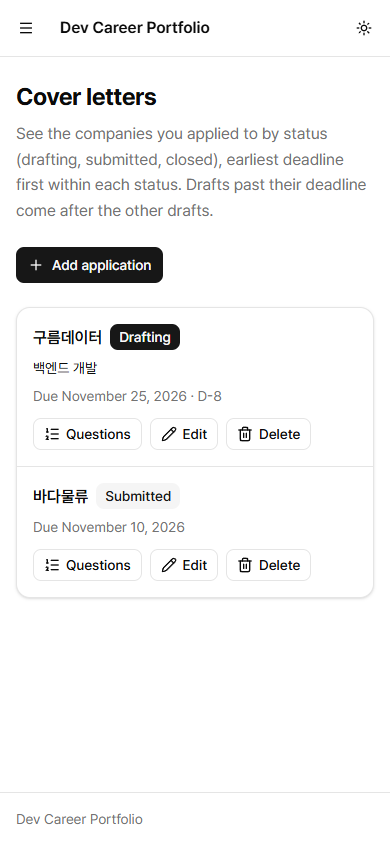 Dev Career Portfolio
Cover letters
See the companies you applied to by status
(drafting, submitted, closed), earliest deadline
first within each status. Drafts past their deadline
come after the other drafts.
Add application
구름데이터 Drafting
백엔드 개발
Due November 25, 2026 · D-8
Questions Edit Delete
바다물류 Submitted
Due November 10, 2026
Questions Edit Delete
Dev Career Portfolio